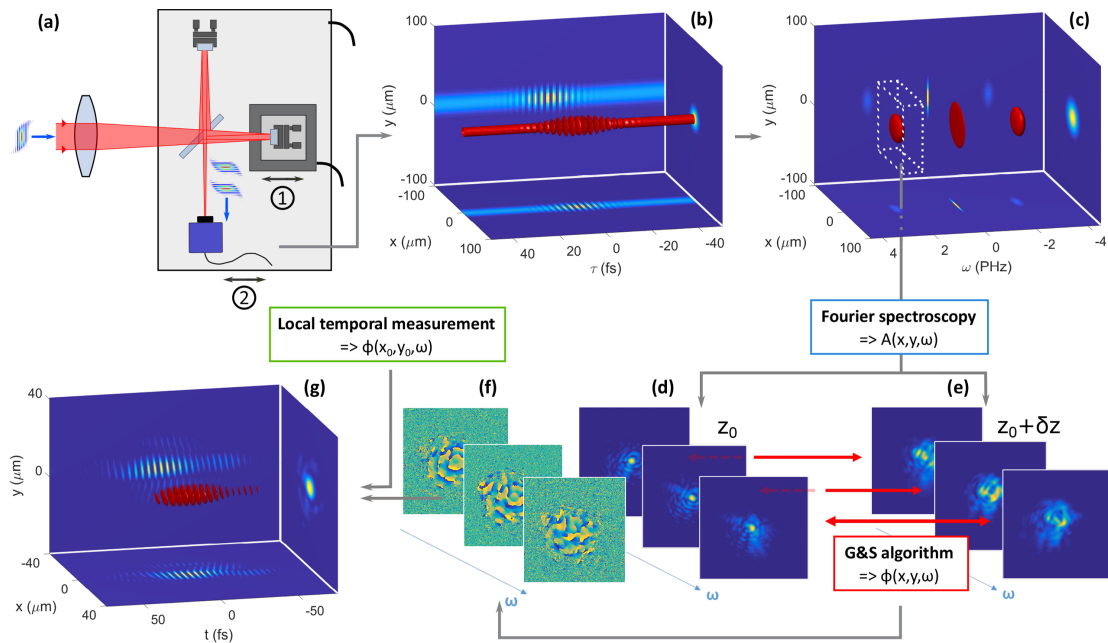 (a)
1
2
(b)
100
0
-100
y (μm)
-100
0
100
x (μm)
40
20
0
-20
-40
τ (fs)
(c)
100
0
-100
y (μm)
-100
0
100
x (μm)
4
2
0
-2
-4
ω (PHz)
Local temporal measurement
=> ϕ(x₀,y₀,ω)
Fourier spectroscopy
=> A(x,y,ω)
(g)
40
0
-40
y (μm)
-40
0
40
x (μm)
50
0
-50
t (fs)
(f)
(d)
z₀
(e)
z₀+δz
G&S algorithm
=> ϕ(x,y,ω)
ω
ω
ω